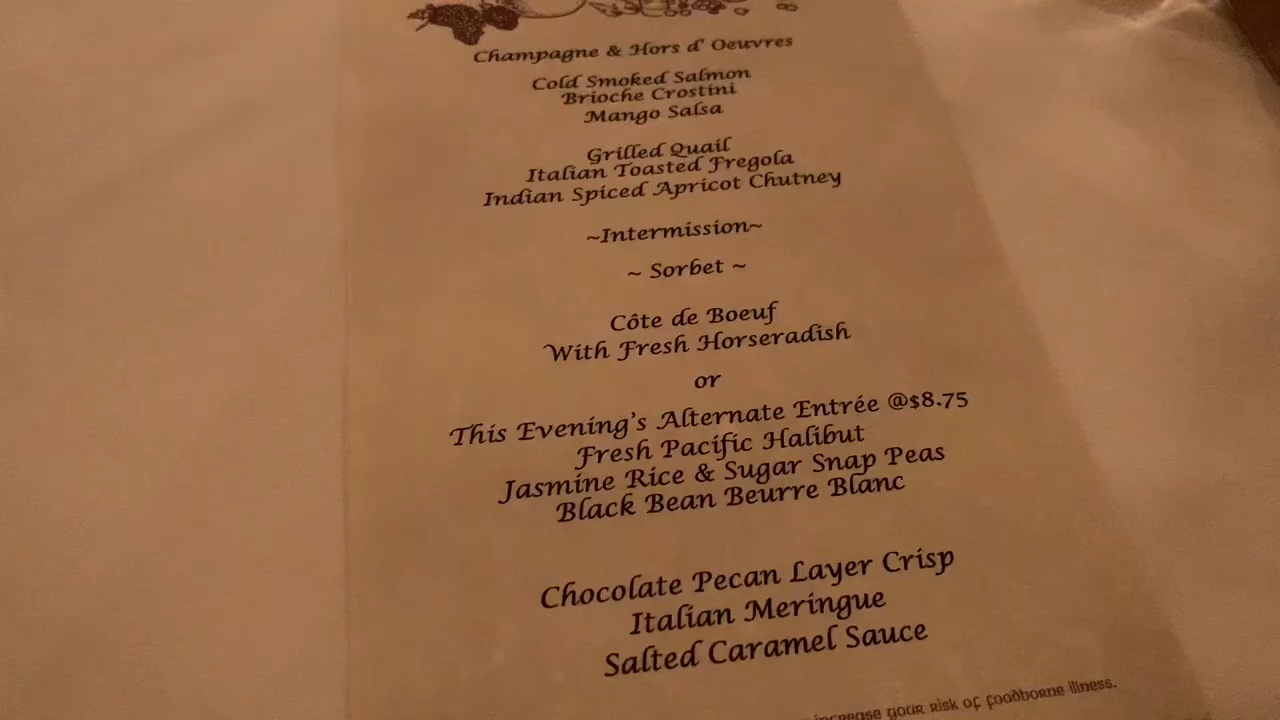 Champagne & Hors d' Oeuvres
Cold Smoked Salmon
Brioche Crostini
Mango Salsa
Grilled Quail
Italian Toasted Fregola
Indian Spiced Apricot Chutney
~Intermission~
~ Sorbet ~
Côte de Boeuf
With Fresh Horseradish
or
This Evening's Alternate Entrée @$8.75
Fresh Pacific Halibut
Jasmine Rice & Sugar Snap Peas
Black Bean Beurre Blanc
Chocolate Pecan Layer Crisp
Italian Meringue
Salted Caramel Sauce
increase your risk of foodborne illness.